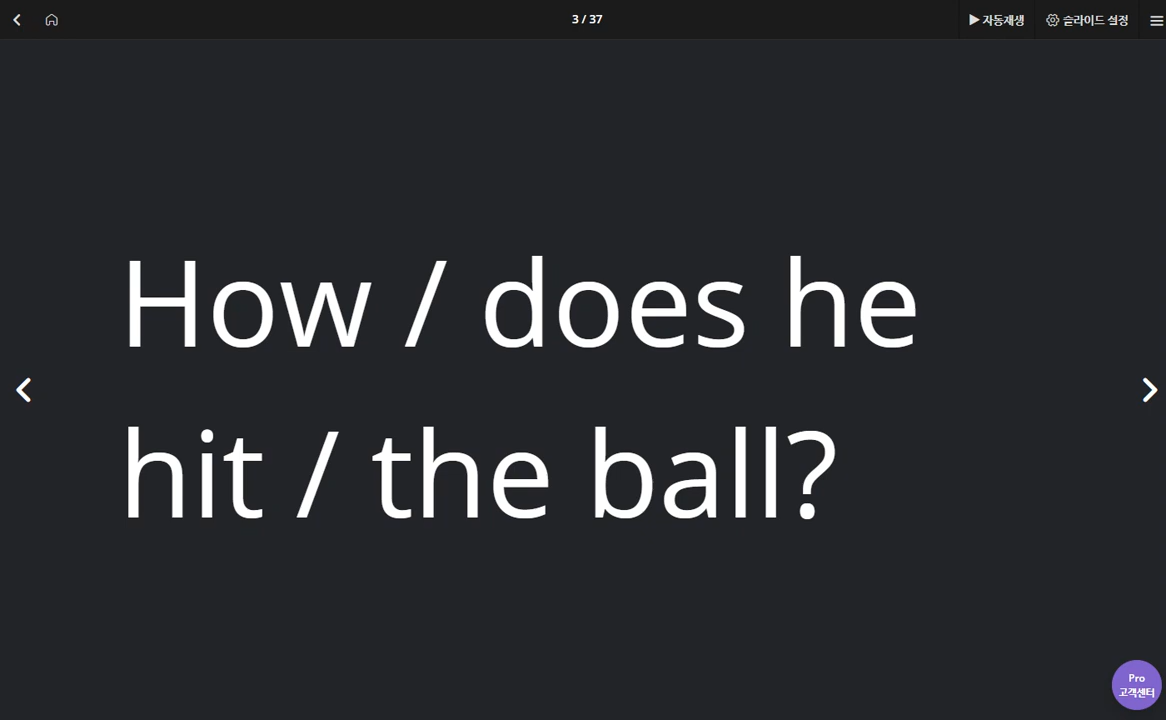 3 / 37
▶ 자동재생
슬라이드 설정
How / does he
hit / the ball?
Pro
고객센터